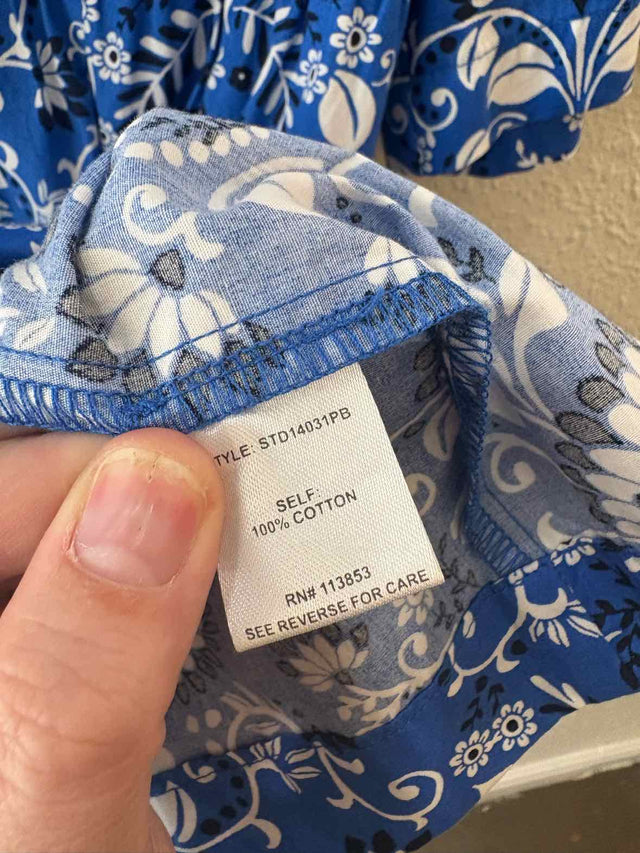 TYLE: STD14031PB
SELF:
100% COTTON
RN# 113853
SEE REVERSE FOR CARE